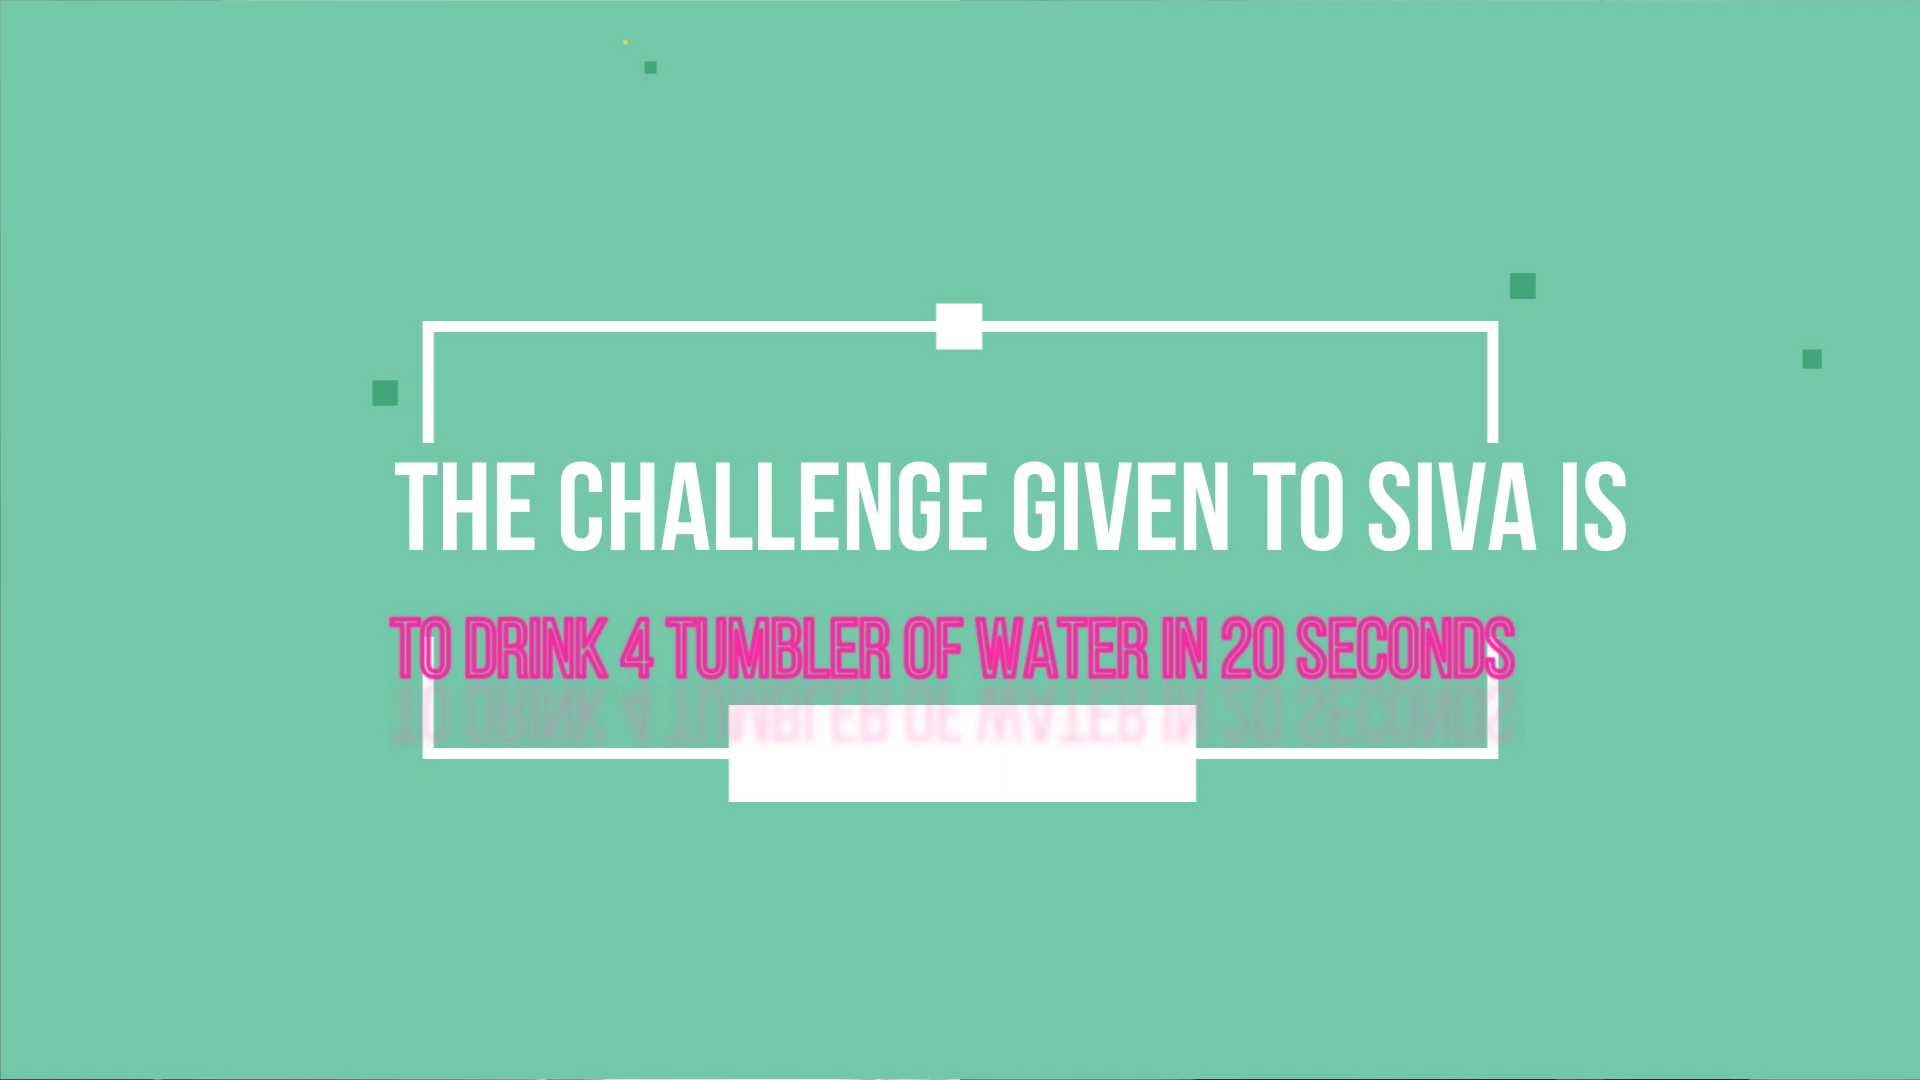 THE CHALLENGE GIVEN TO SIVA IS
TO DRINK 4 TUMBLER OF WATER IN 20 SECONDS